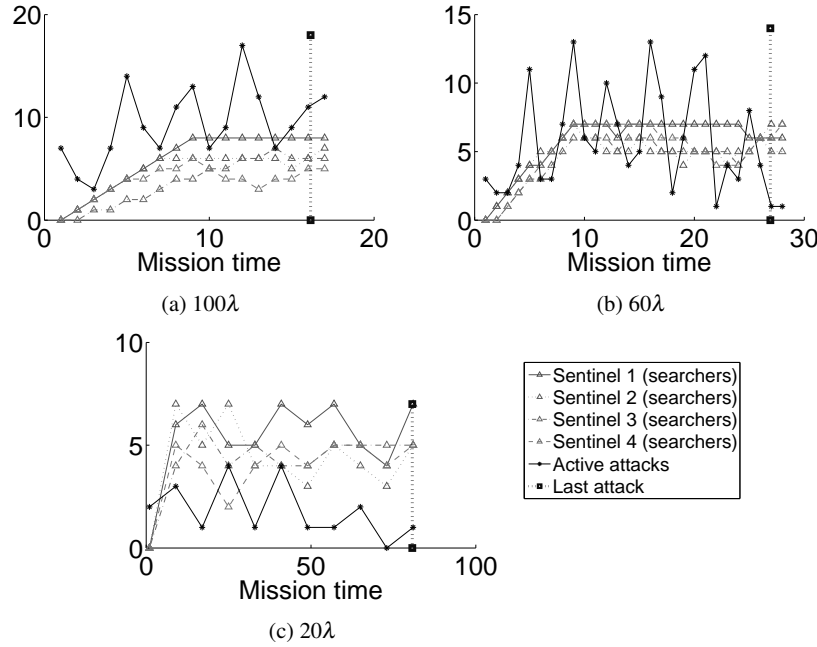 20
10
0
0
10
20
Mission time
(a) 100λ
15
10
5
0
0
10
20
30
Mission time
(b) 60λ
10
5
0
0
50
100
Mission time
(c) 20λ
Sentinel 1 (searchers)
Sentinel 2 (searchers)
Sentinel 3 (searchers)
Sentinel 4 (searchers)
Active attacks
Last attack